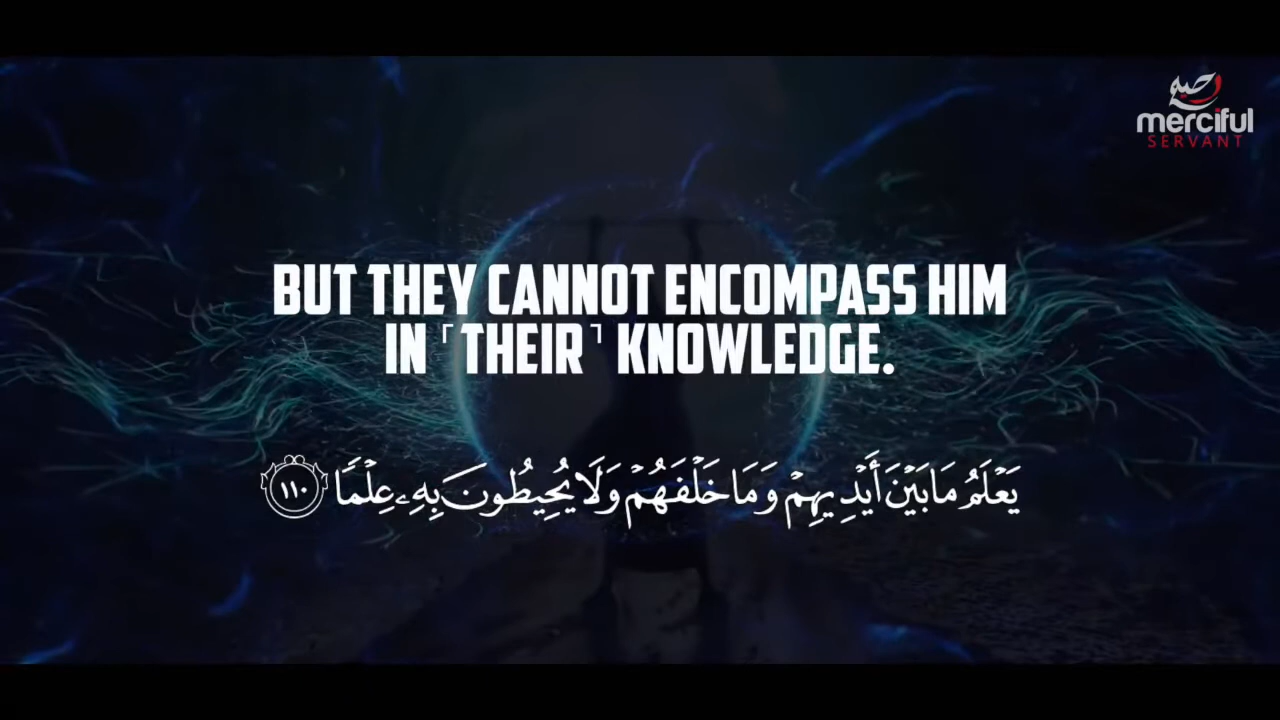 merciful
SERVANT
BUT THEY CANNOT ENCOMPASS HIM
IN ⸢THEIR⸣ KNOWLEDGE.
يَعْلَمُ مَا بَيْنَ أَيْدِيهِمْ وَمَا خَلْفَهُمْ وَلَا يُحِيطُونَ بِهِۦ عِلْمًا ١١٠